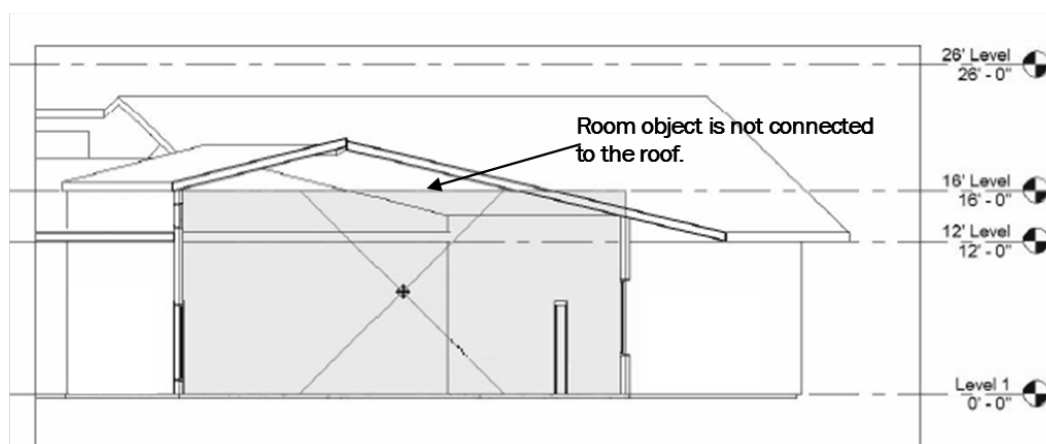 26' Level
26' - 0"
Room object is not connected
to the roof.
16' Level
16' - 0"
12' Level
12' - 0"
Level 1
0' - 0"